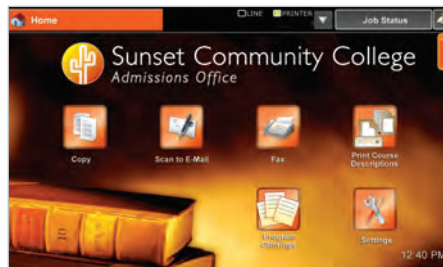 Home
LINE
PRINTER
Job Status
Sunset Community College
Admissions Office
Copy
Scan to E-Mail
Fax
Print Course
Descriptions
Program
Settings
12:40 PM